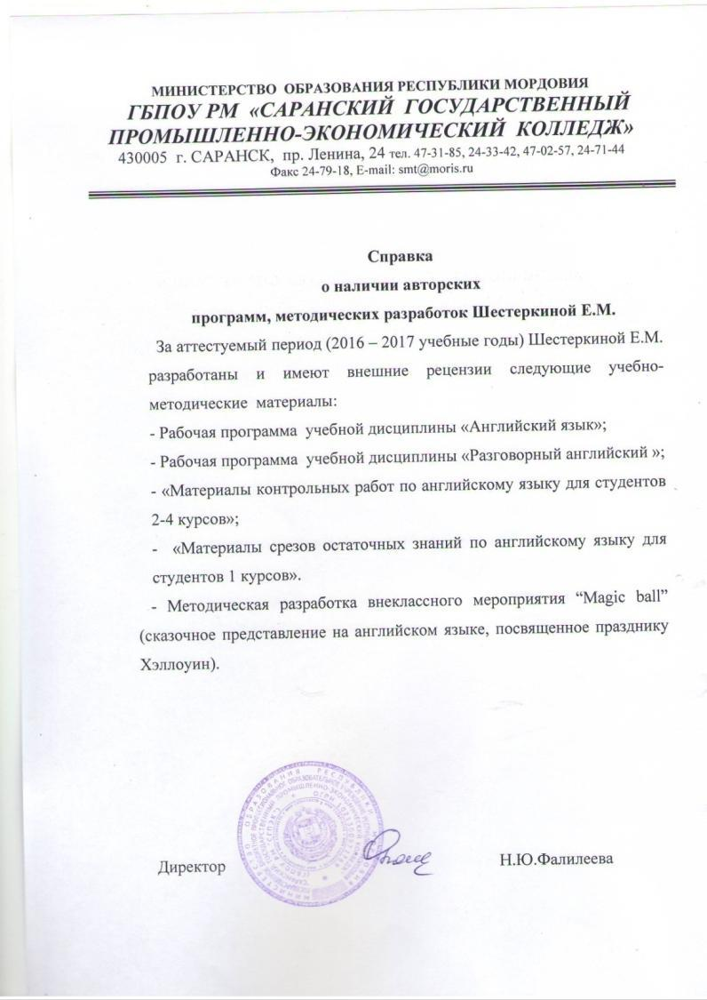 МИНИСТЕРСТВО ОБРАЗОВАНИЯ РЕСПУБЛИКИ МОРДОВИЯ
ГБПОУ РМ «САРАНСКИЙ ГОСУДАРСТВЕННЫЙ
ПРОМЫШЛЕННО-ЭКОНОМИЧЕСКИЙ КОЛЛЕДЖ»
430005 г. САРАНСК, пр. Ленина, 24 тел. 47-31-85, 24-33-42, 47-02-57, 24-71-44
Факс 24-79-18, E-mail: smt@moris.ru
Справка
о наличии авторских
программ, методических разработок Шестеркиной Е.М.
За аттестуемый период (2016 – 2017 учебные годы) Шестеркиной Е.М.
разработаны и имеют внешние рецензии следующие учебно-
методические материалы:
- Рабочая программа учебной дисциплины «Английский язык»;
- Рабочая программа учебной дисциплины «Разговорный английский »;
- «Материалы контрольных работ по английскому языку для студентов
2-4 курсов»;
- «Материалы срезов остаточных знаний по английскому языку для
студентов 1 курсов».
- Методическая разработка внеклассного мероприятия “Magic ball”
(сказочное представление на английском языке, посвященное празднику
Хэллоуин).
Директор
Н.Ю.Фалилеева